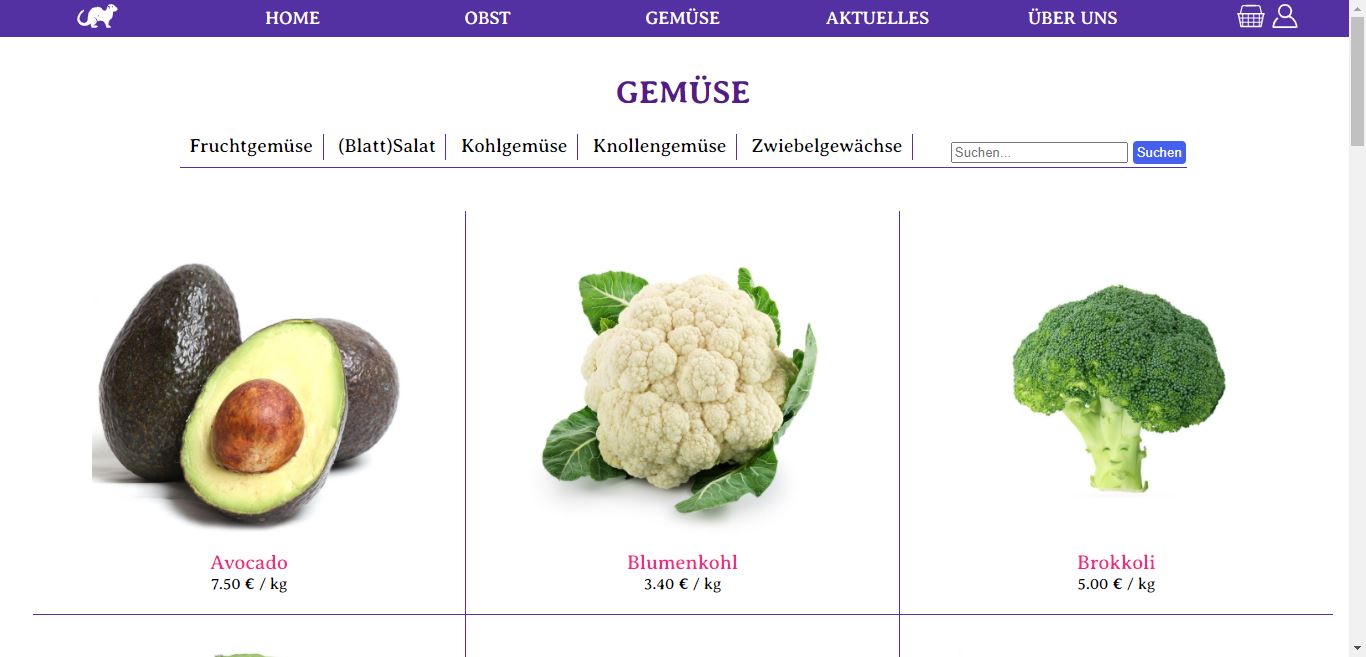 HOME OBST GEMÜSE AKTUELLES ÜBER UNS
GEMÜSE
Fruchtgemüse (Blatt)Salat Kohlgemüse Knollengemüse Zwiebelgewächse Suchen... Suchen
Avocado Blumenkohl Brokkoli
7.50 € / kg 3.40 € / kg 5.00 € / kg